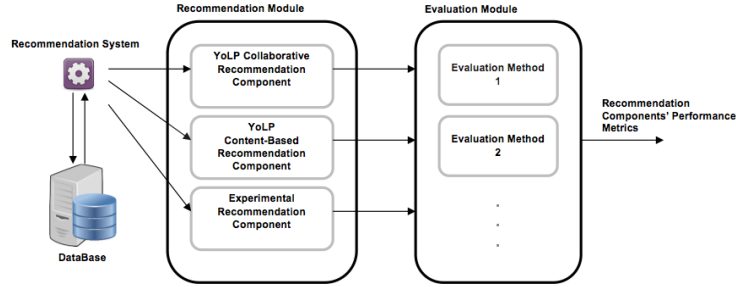 Recommendation Module
Evaluation Module
Recommendation System
YoLP Collaborative
Recommendation
Component
Evaluation Method
1
Recommendation
Components' Performance
Metrics
YoLP
Content-Based
Recommendation
Component
Evaluation Method
2
Experimental
Recommendation
Component
.
.
.
DataBase